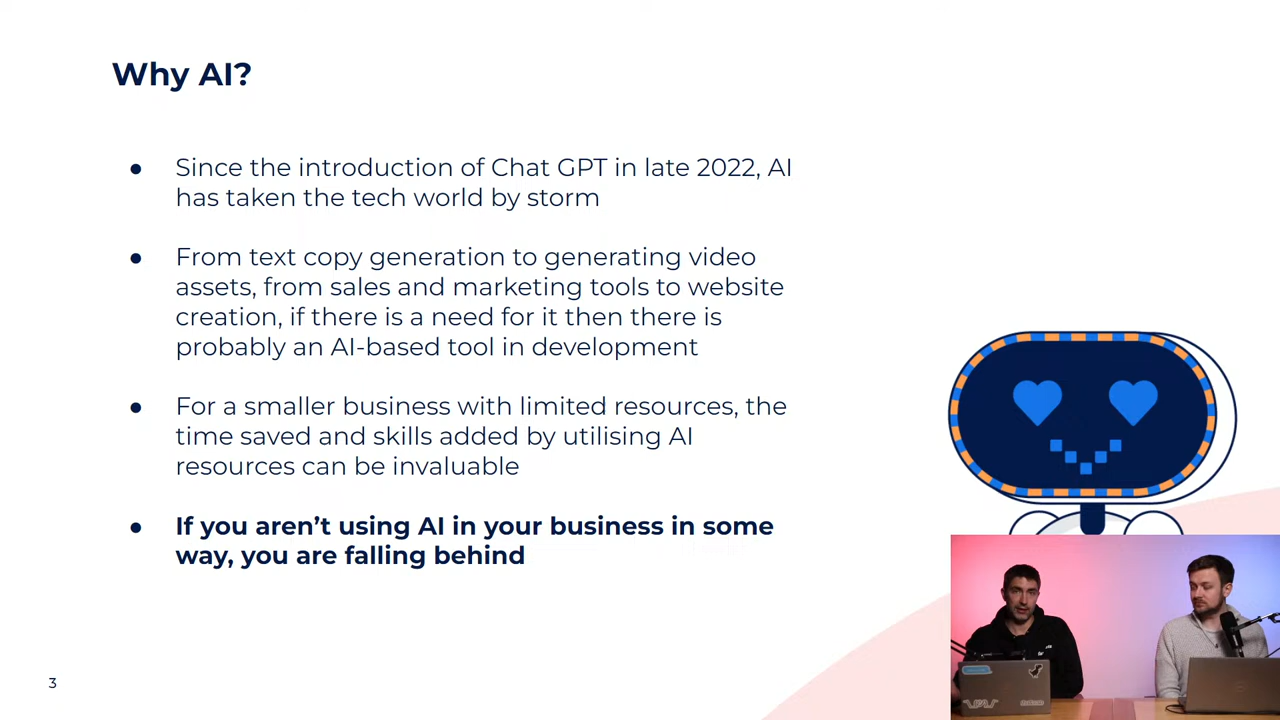 Why AI?
● Since the introduction of Chat GPT in late 2022, AI
has taken the tech world by storm
● From text copy generation to generating video
assets, from sales and marketing tools to website
creation, if there is a need for it then there is
probably an AI-based tool in development
● For a smaller business with limited resources, the
time saved and skills added by utilising AI
resources can be invaluable
● If you aren’t using AI in your business in some
way, you are falling behind
3